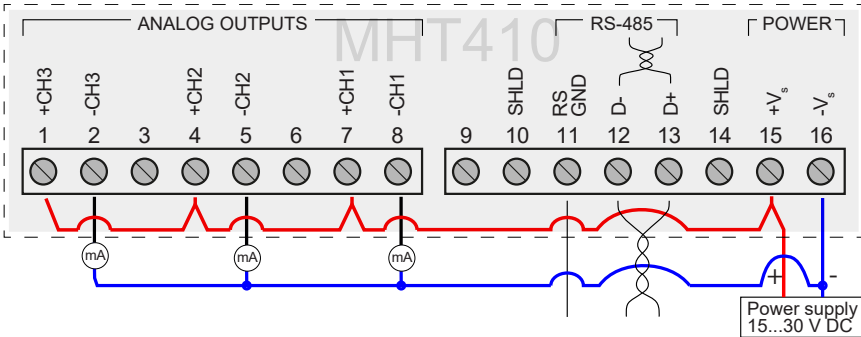 MHT410
ANALOG OUTPUTS
RS-485
POWER
+CH3
-CH3
+CH2
-CH2
+CH1
-CH1
SHLD
RS
GND
D-
D+
SHLD
+Vs
-Vs
1 2 3 4 5 6 7 8 9 10 11 12 13 14 15 16
mA mA mA
+ -
Power supply
15...30 V DC